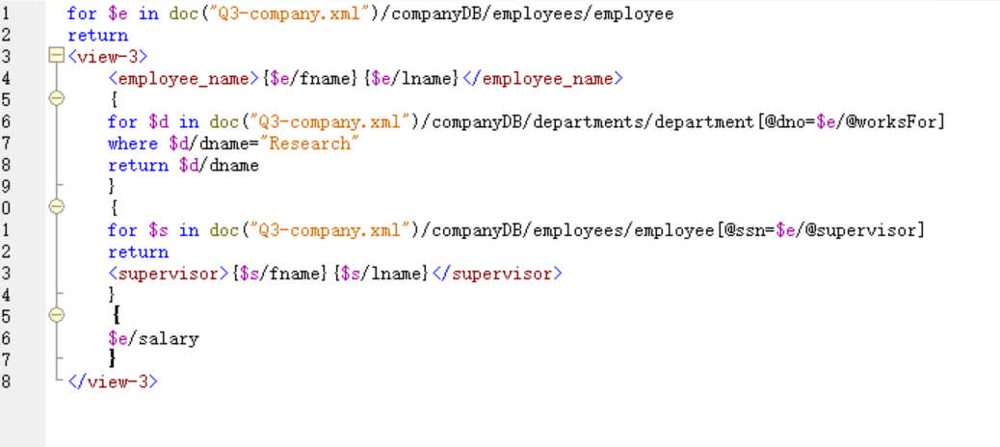 1 for $e in doc("Q3-company.xml")/companyDB/employees/employee
2 return
3 <view-3>
4 <employee_name>{$e/fname}{$e/lname}</employee_name>
5 {
6 for $d in doc("Q3-company.xml")/companyDB/departments/department[@dno=$e/@worksFor]
7 where $d/dname="Research"
8 return $d/dname
9 }
0 {
1 for $s in doc("Q3-company.xml")/companyDB/employees/employee[@ssn=$e/@supervisor]
2 return
3 <supervisor>{$s/fname}{$s/lname}</supervisor>
4 }
5 {
6 $e/salary
7 }
8 </view-3>